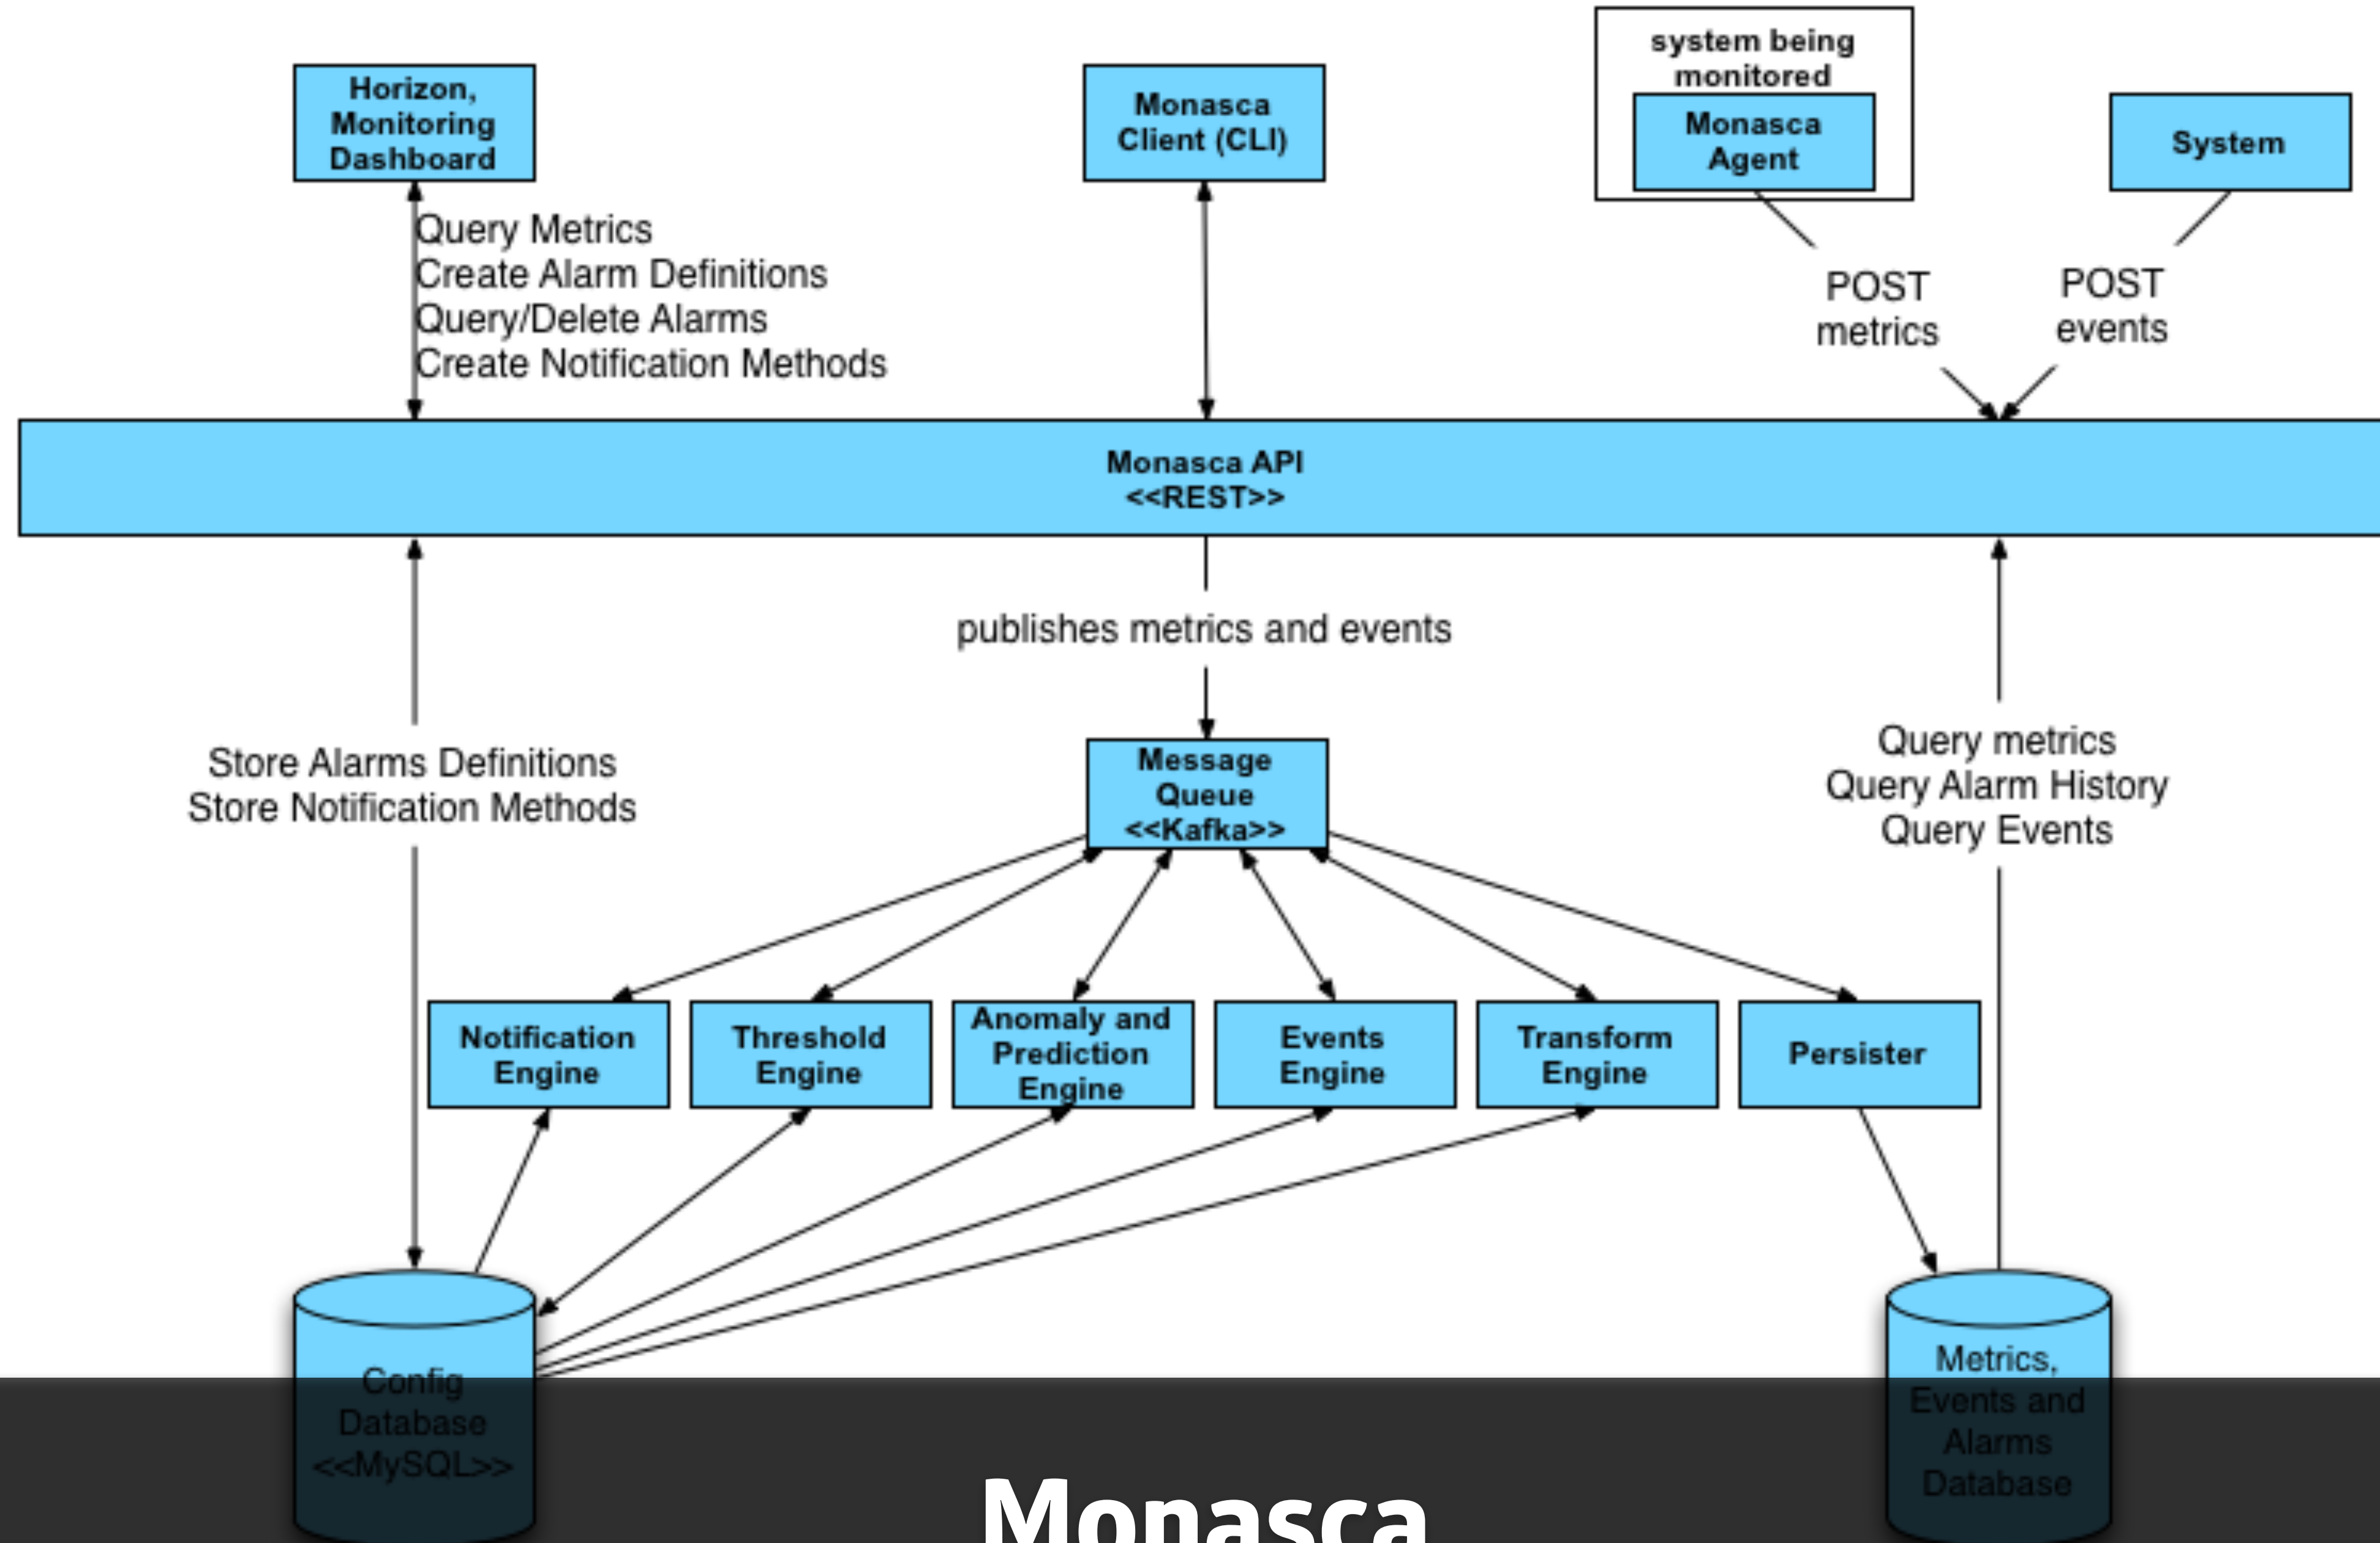 Horizon,
Monitoring
Dashboard
Monasca
Client (CLI)
system being
monitored
Monasca
Agent
System
Query Metrics
Create Alarm Definitions
Query/Delete Alarms
Create Notification Methods
POST
metrics
POST
events
Monasca API
<<REST>>
publishes metrics and events
Store Alarms Definitions
Store Notification Methods
Message
Queue
<<Kafka>>
Query metrics
Query Alarm History
Query Events
Notification
Engine
Threshold
Engine
Anomaly and
Prediction
Engine
Events
Engine
Transform
Engine
Persister
Config
Database
<<MySQL>>
Metrics,
Events and
Alarms
Database
Monasca